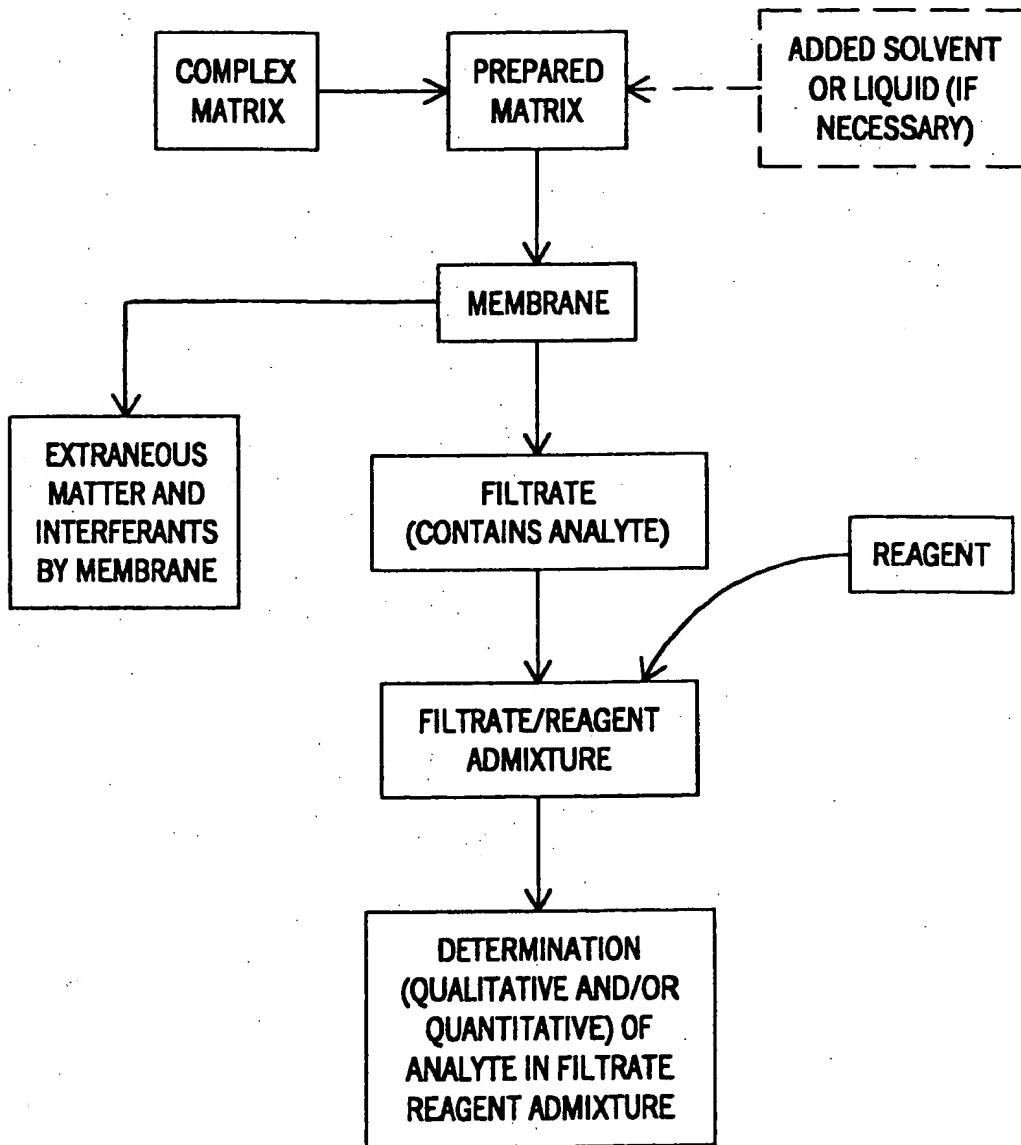 COMPLEX
MATRIX
PREPARED
MATRIX
ADDED SOLVENT
OR LIQUID (IF
NECESSARY)
MEMBRANE
EXTRANEOUS
MATTER AND
INTERFERANTS
BY MEMBRANE
FILTRATE
(CONTAINS ANALYTE)
REAGENT
FILTRATE/REAGENT
ADMIXTURE
DETERMINATION
(QUALITATIVE AND/OR
QUANTITATIVE) OF
ANALYTE IN FILTRATE
REAGENT ADMIXTURE